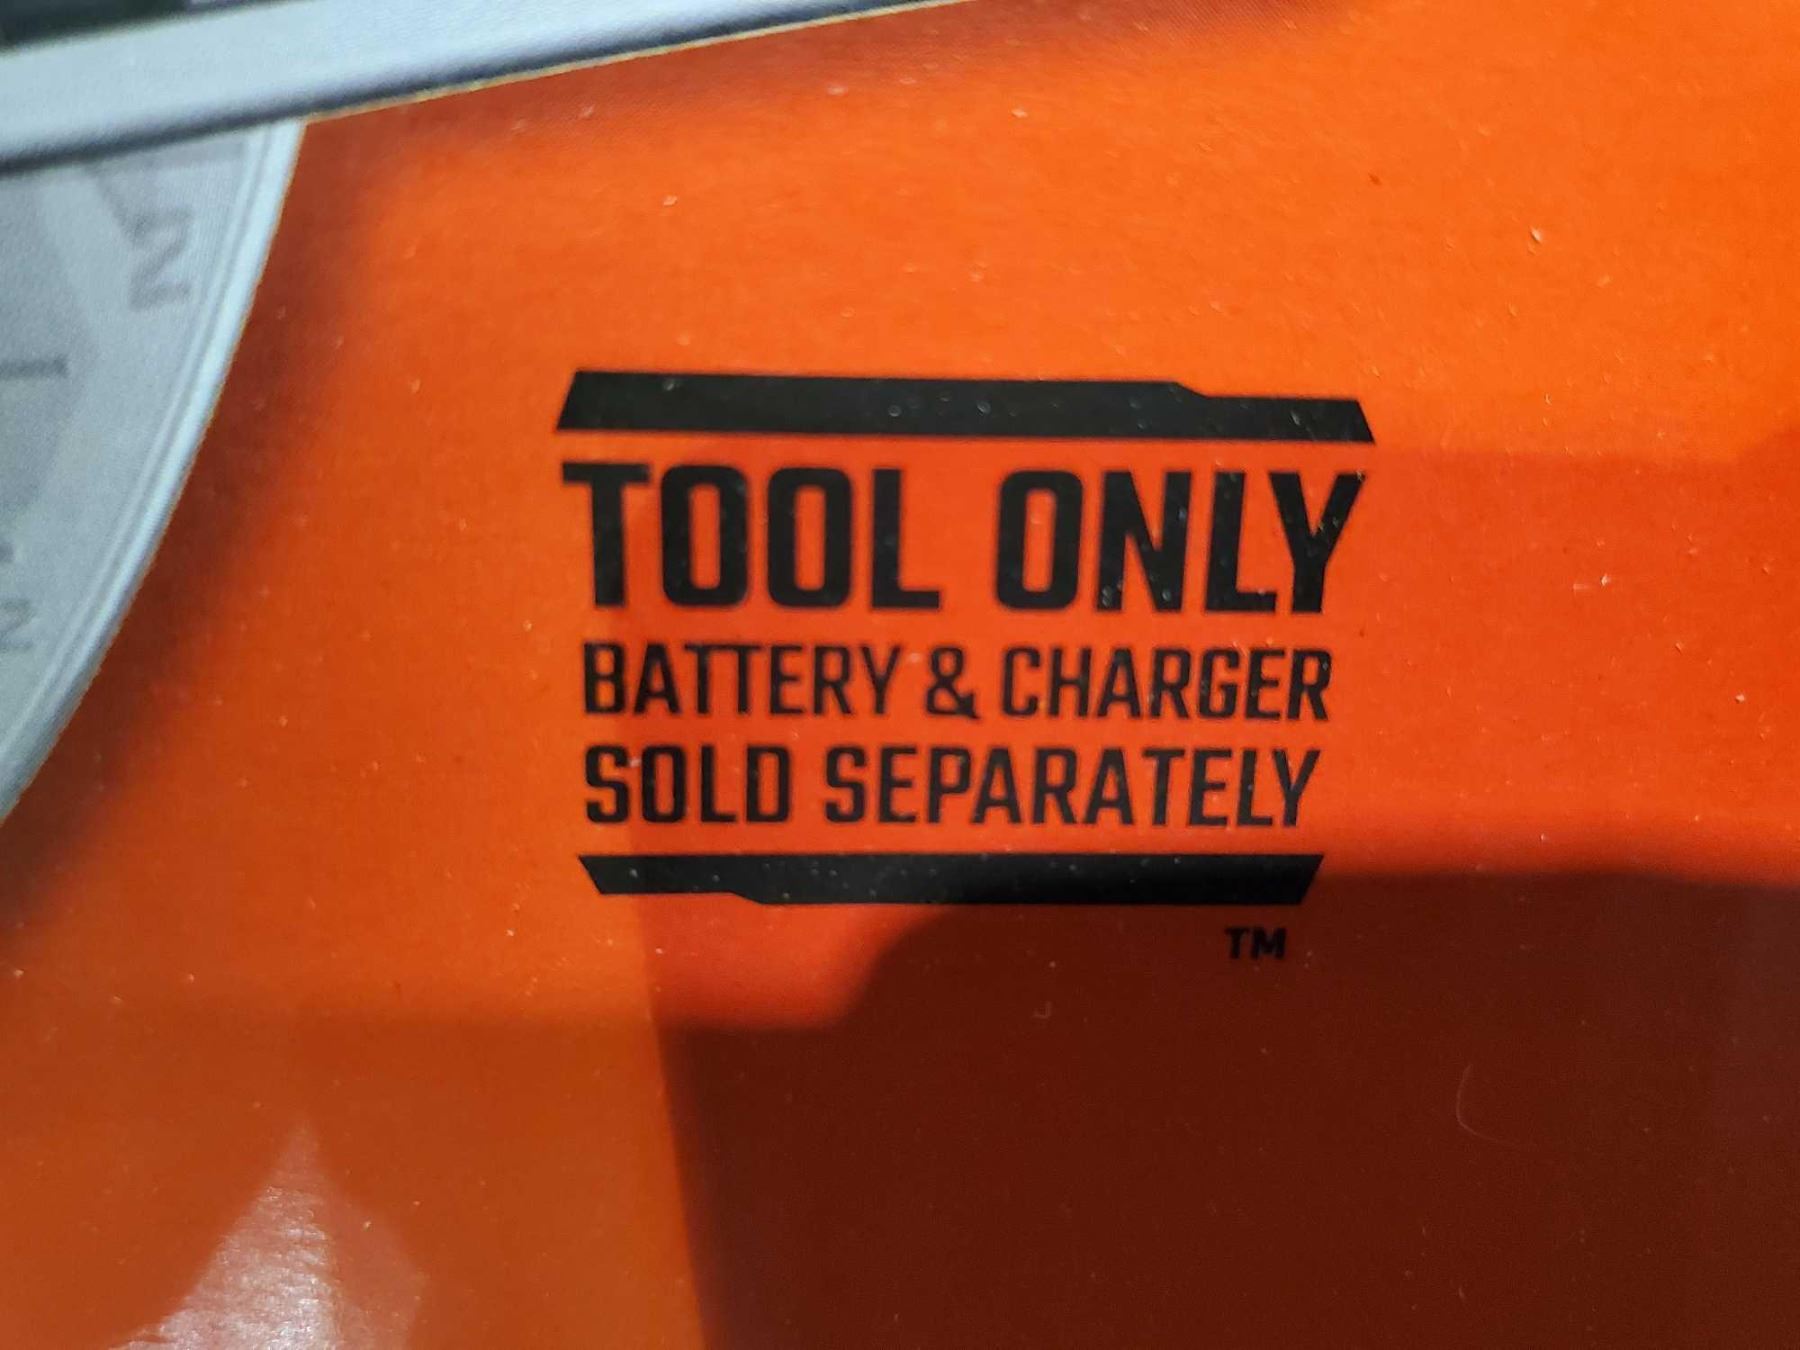 TOOL ONLY
BATTERY & CHARGER
SOLD SEPARATELY
TM